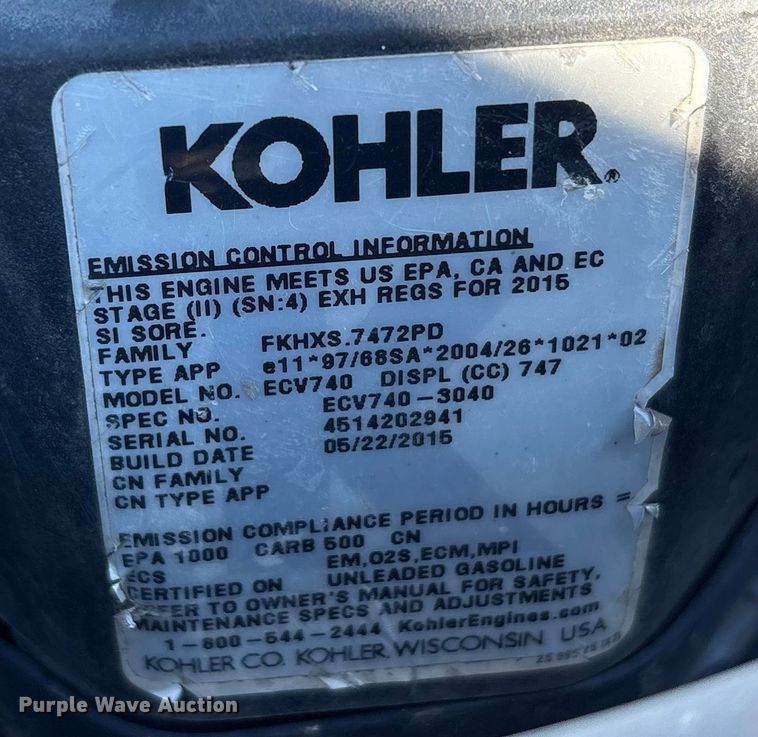 KOHLER®
EMISSION CONTROL INFORMATION
THIS ENGINE MEETS US EPA, CA AND EC
STAGE (II) (SN:4) EXH REGS FOR 2015
SI SORE.
FAMILY FKHXS.7472PD
TYPE APP e11*97/68SA*2004/26*1021*02
MODEL NO. ECV740 DISPL (CC) 747
SPEC NO. ECV740-3040
SERIAL NO. 4514202941
BUILD DATE 05/22/2015
CN FAMILY
CN TYPE APP
EMISSION COMPLIANCE PERIOD IN HOURS =
EPA 1000 CARB 500 CN
ECS EM,O2S,ECM,MPI
CERTIFIED ON UNLEADED GASOLINE
REFER TO OWNER'S MANUAL FOR SAFETY,
MAINTENANCE SPECS AND ADJUSTMENTS
1-800-544-2444 KohlerEngines.com
KOHLER CO. KOHLER, WISCONSIN USA
Purple Wave Auction